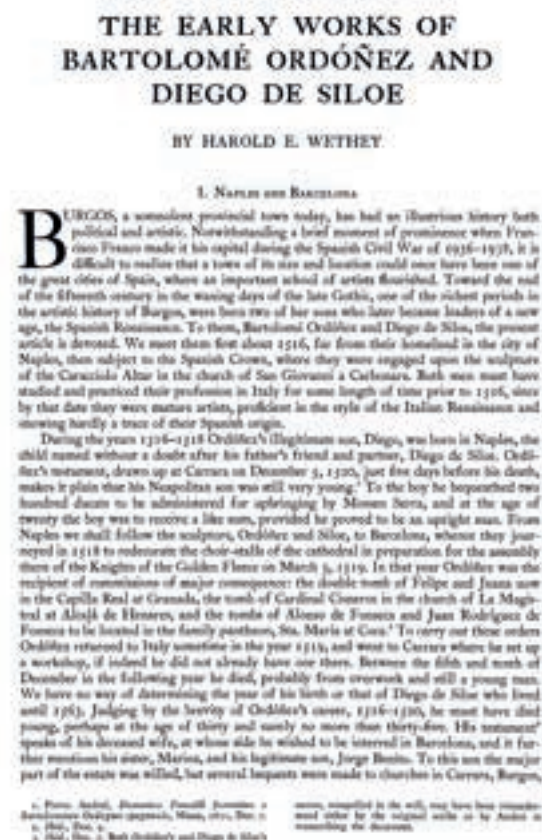 THE EARLY WORKS OF
BARTOLOMÉ ORDÓÑEZ AND
DIEGO DE SILOE
BY HAROLD E. WETHEY
I. NAPLES AND BARCELONA
BURGOS, a somnolent provincial town today, has had an illustrious history both
political and artistic. Notwithstanding a brief moment of prominence when Fran-
cisco Franco made it his capital during the Spanish Civil War of 1936–1938, it is
difficult to realize that a town of its size and location could once have been one of
the great cities of Spain, where an important school of artists flourished. Toward the end
of the fifteenth century in the waning days of the late Gothic, one of the richest periods in
the artistic history of Burgos, were born two of her sons who later became leaders of a new
age, the Spanish Renaissance. To them, Bartolomé Ordóñez and Diego de Siloe, the present
article is devoted. We meet them first about 1516, far from their homeland in the city of
Naples, then subject to the Spanish Crown, where they were engaged upon the sculpture
of the Caracciolo Altar in the church of San Giovanni a Carbonara. Both men must have
studied and practiced their profession in Italy for some length of time prior to 1516, since
by that date they were mature artists, proficient in the style of the Italian Renaissance and
showing hardly a trace of their Spanish origin.
During the years 1516–1518 Ordóñez's illegitimate son, Diego, was born in Naples, the
child named without a doubt after his father's friend and partner, Diego de Siloe. Ordó-
ñez's testament, drawn up at Carrara on December 5, 1520, just five days before his death,
makes it plain that his Neapolitan son was still very young.¹ To the boy he bequeathed two
hundred ducats to be administered for upbringing by Mossen Serra, and at the age of
twenty the boy was to receive a like sum, provided he proved to be an upright man. From
Naples we shall follow the sculptors, Ordóñez and Siloe, to Barcelona, whence they jour-
neyed in 1518 to redecorate the choir-stalls of the cathedral in preparation for the assembly
there of the Knights of the Golden Fleece on March 5, 1519. In that year Ordóñez was the
recipient of commissions of major consequence: the double tomb of Felipe and Juana now
in the Capilla Real at Granada, the tomb of Cardinal Cisneros in the church of La Magis-
tral at Alcalá de Henares, and the tombs of Alonso de Fonseca and Juan Rodríguez de
Fonseca to be located in the family pantheon, Sta. María at Coca.² To carry out these orders
Ordóñez returned to Italy sometime in the year 1519, and went to Carrara where he set up
a workshop, if indeed he did not already have one there. Between the fifth and tenth of
December in the following year he died, probably from overwork and still a young man.
We have no way of determining the year of his birth or that of Diego de Siloe who lived
until 1563. Judging by the brevity of Ordóñez's career, 1516–1520, he must have died
young, perhaps at the age of thirty and surely no more than thirty-five. His testament³
speaks of his deceased wife, at whose side he wished to be interred in Barcelona, and it fur-
ther mentions his sister, Marina, and his legitimate son, Jorge Benito. To this son the major
part of the estate was willed, but several bequests were made to churches in Carrara, Burgos,